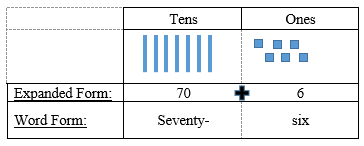 Tens Ones
Expanded Form: 70 + 6
Word Form: Seventy- six